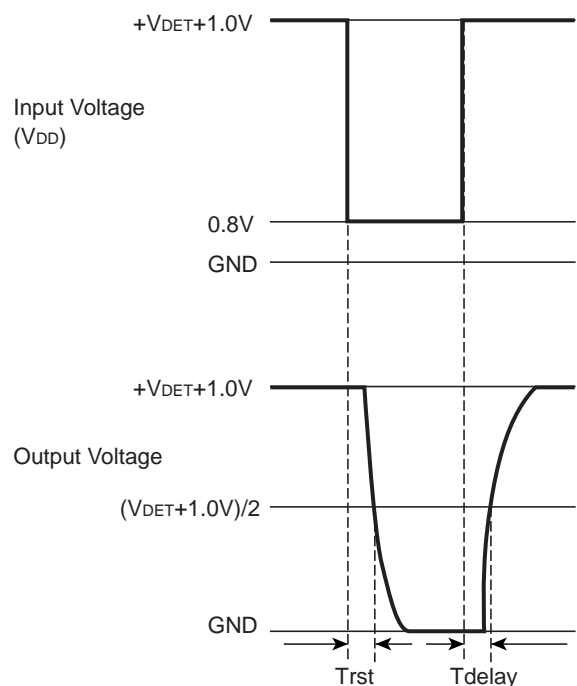 +VDET+1.0V
Input Voltage
(VDD)
0.8V
GND
+VDET+1.0V
Output Voltage
(VDET+1.0V)/2
GND
Trst
Tdelay